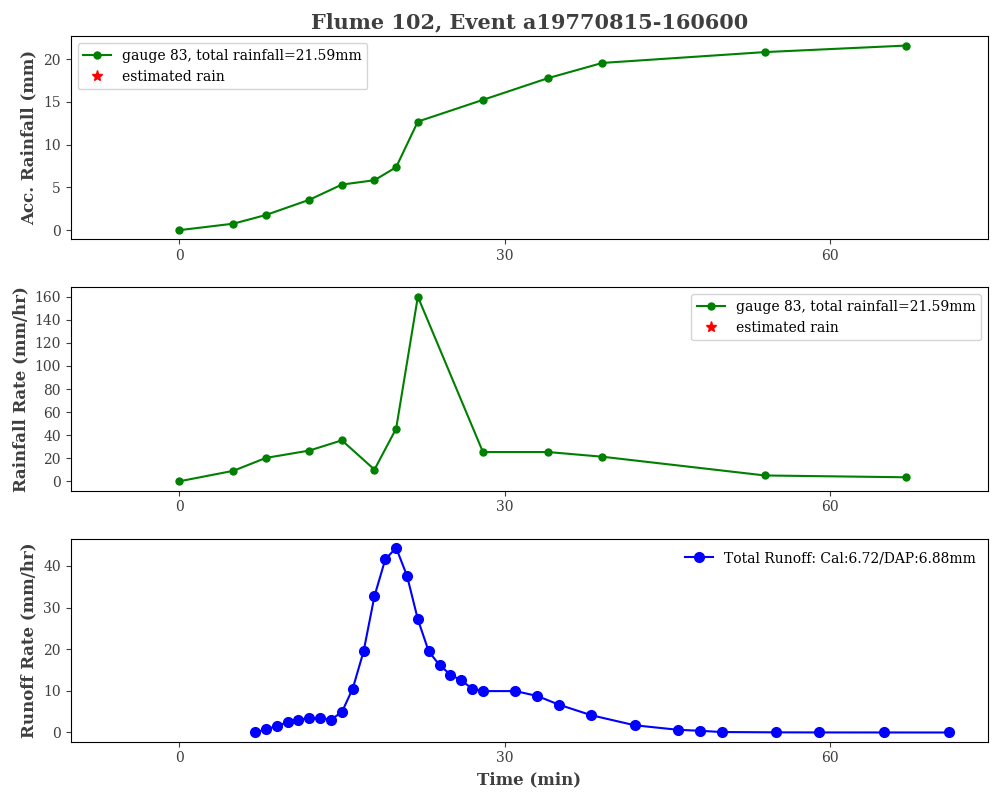 Flume 102, Event a19770815-160600
Acc. Rainfall (mm)
20
15
10
5
0
gauge 83, total rainfall=21.59mm
estimated rain
0 30 60
Rainfall Rate (mm/hr)
160
140
120
100
80
60
40
20
0
gauge 83, total rainfall=21.59mm
estimated rain
0 30 60
Runoff Rate (mm/hr)
40
30
20
10
0
Total Runoff: Cal:6.72/DAP:6.88mm
0 30 60
Time (min)